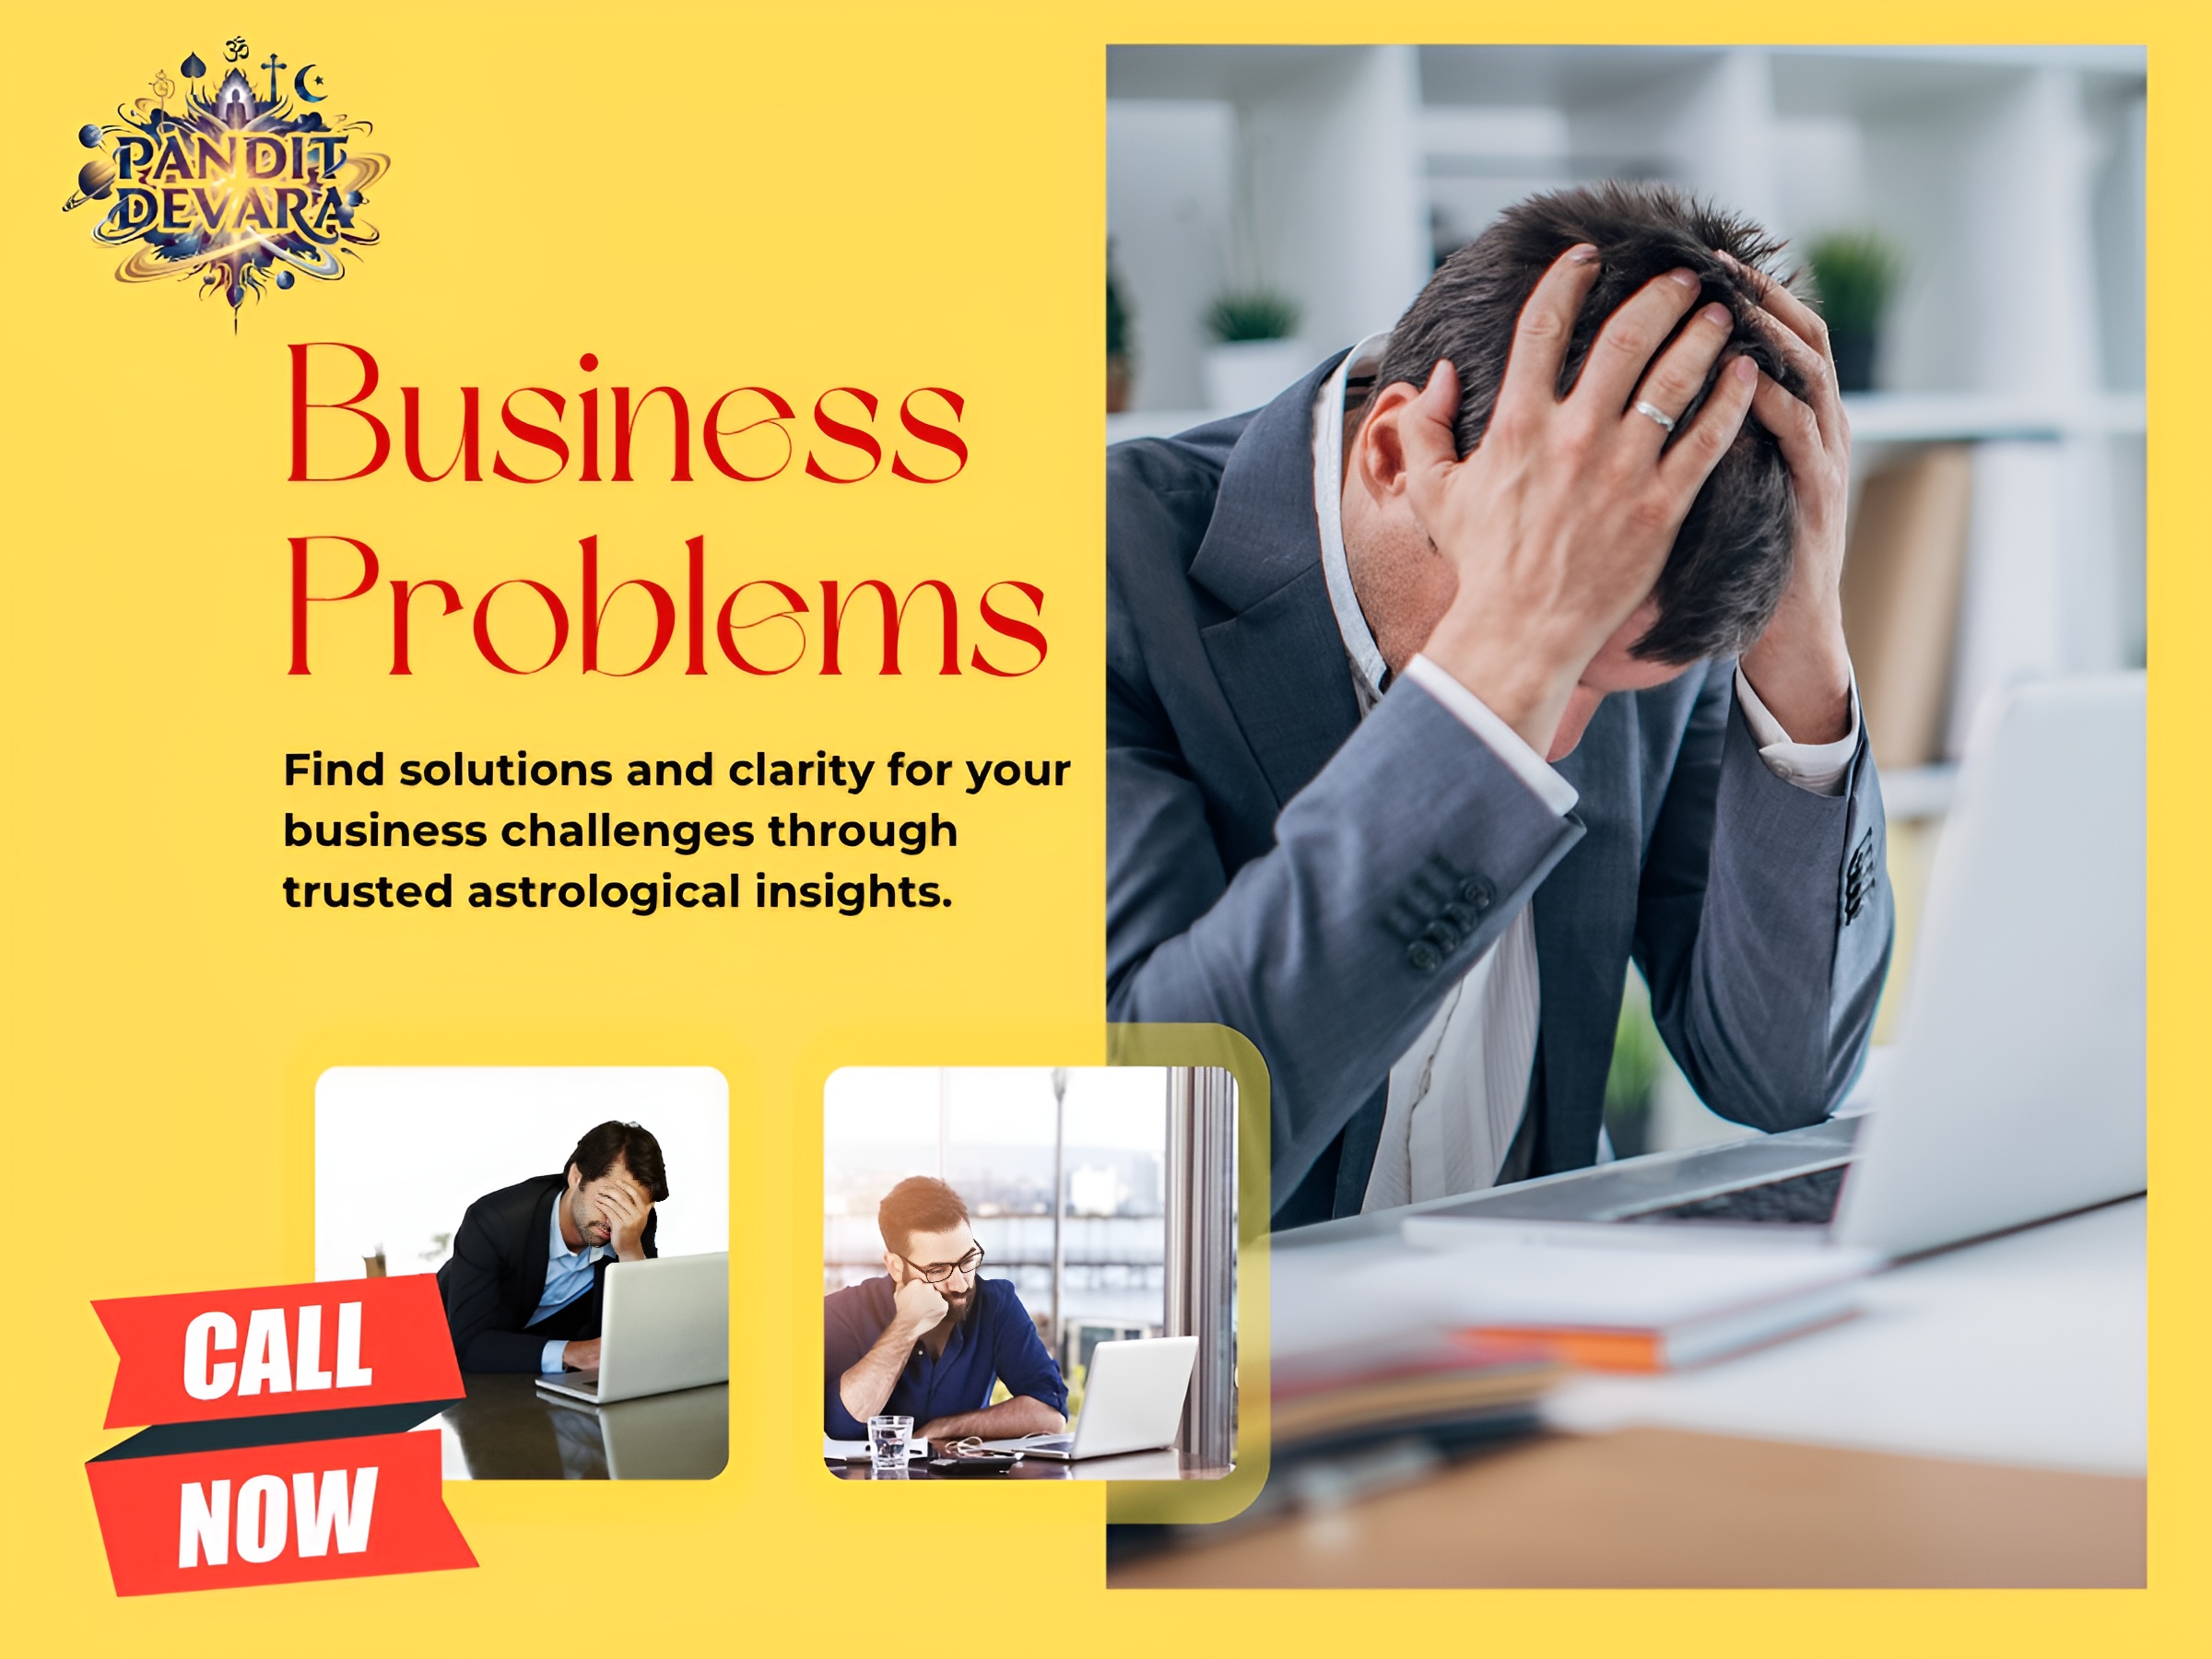 ॐ
PANDIT
DEVARA
Business
Problems
Find solutions and clarity for your
business challenges through
trusted astrological insights.
CALL
NOW